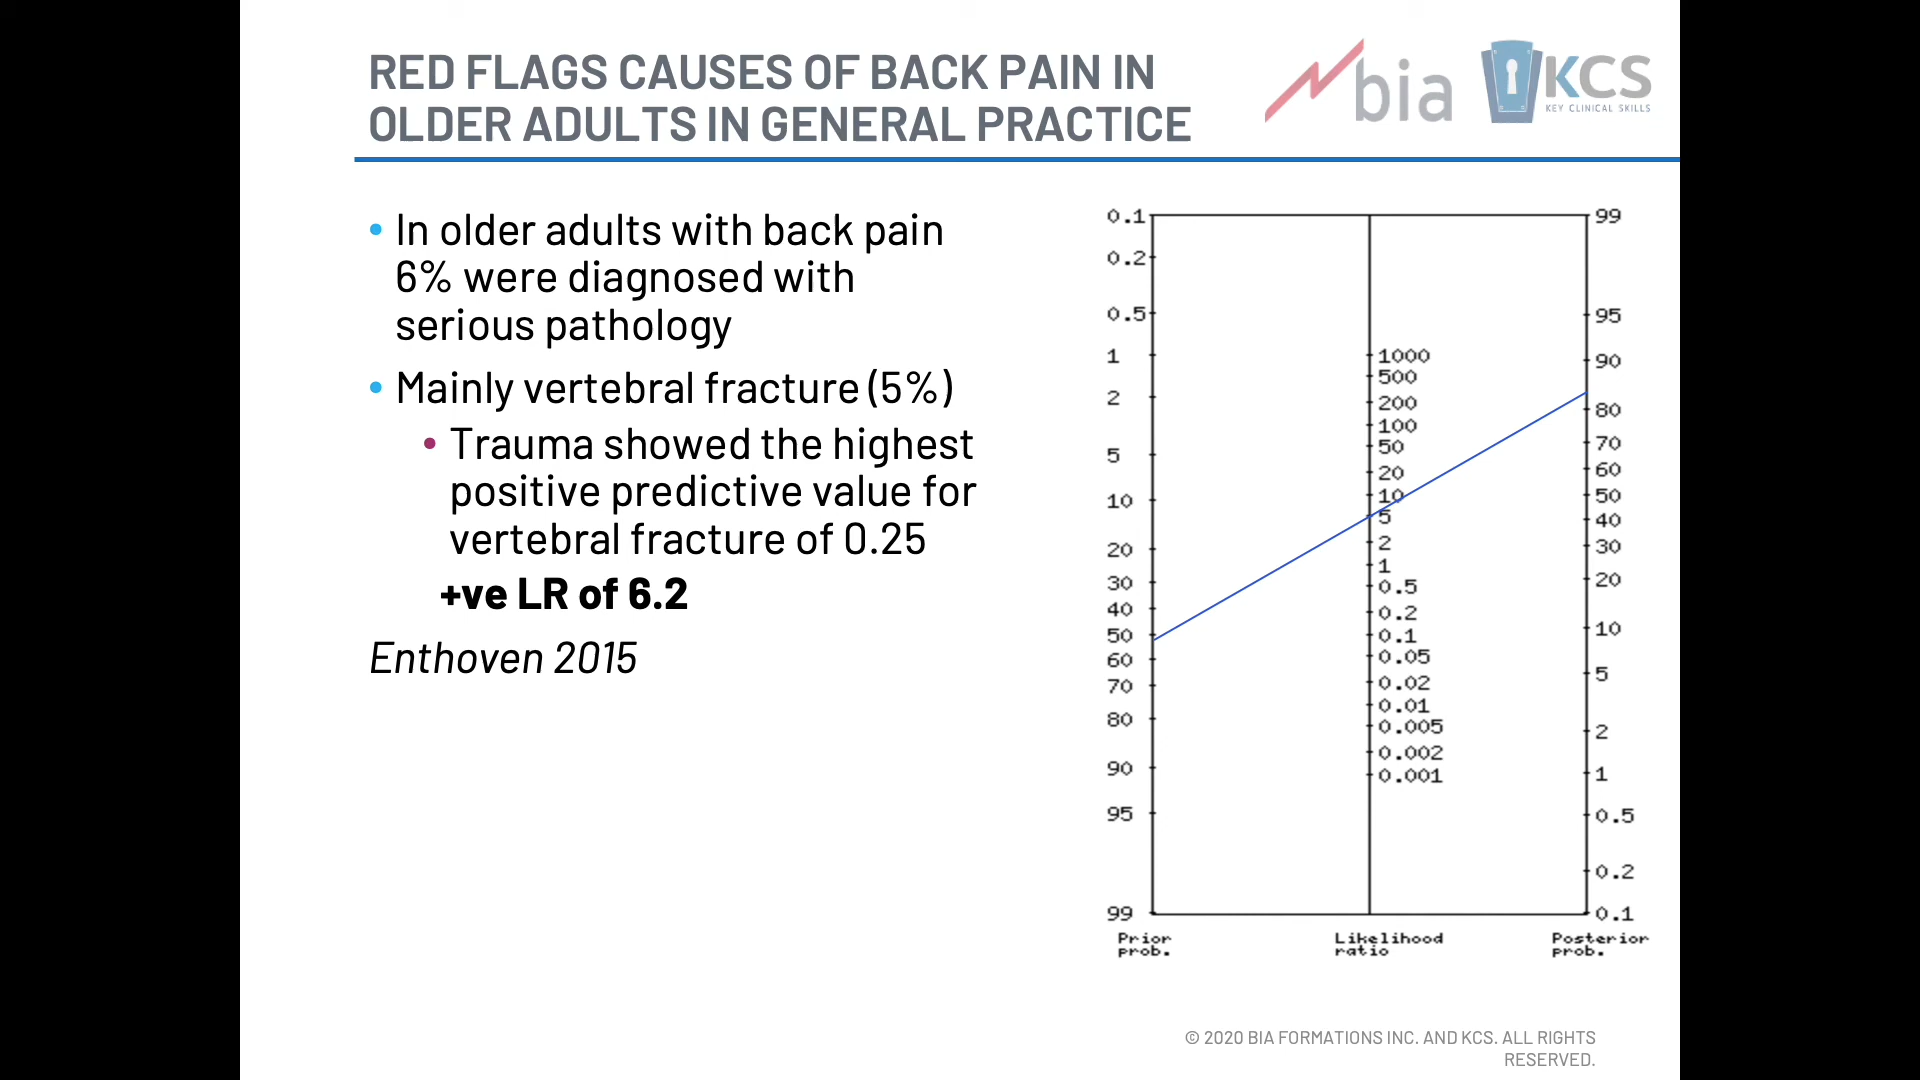 RED FLAGS CAUSES OF BACK PAIN IN
OLDER ADULTS IN GENERAL PRACTICE
bia
KCS
KEY CLINICAL SKILLS
• In older adults with back pain
6% were diagnosed with
serious pathology
• Mainly vertebral fracture (5%)
• Trauma showed the highest
positive predictive value for
vertebral fracture of 0.25
+ve LR of 6.2
Enthoven 2015
0.1
0.2
0.5
1
2
5
10
20
30
40
50
60
70
80
90
95
99
Prior
prob.
1000
500
200
100
50
20
10
5
2
1
0.5
0.2
0.1
0.05
0.02
0.01
0.005
0.002
0.001
Likelihood
ratio
99
95
90
80
70
60
50
40
30
20
10
5
2
1
0.5
0.2
0.1
Posterior
prob.
© 2020 BIA FORMATIONS INC. AND KCS. ALL RIGHTS
RESERVED.